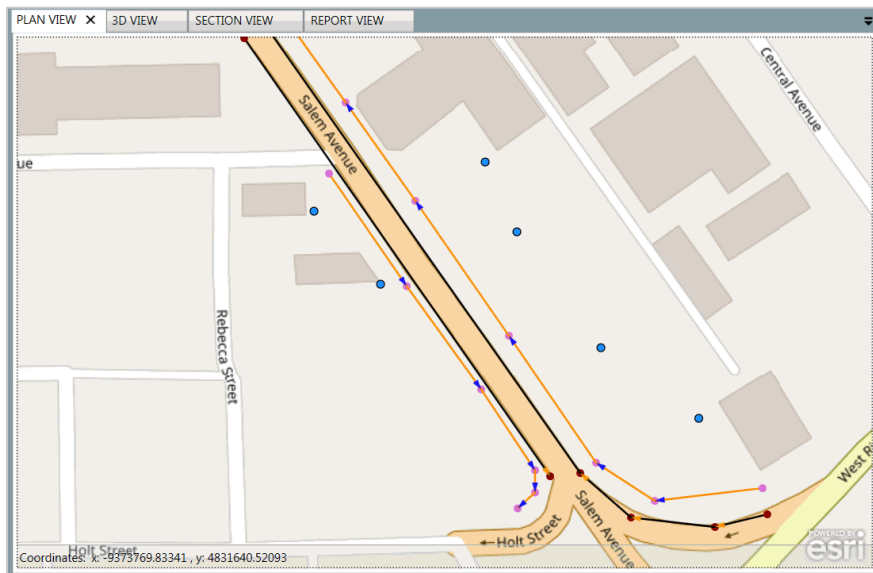 PLAN VIEW X 3D VIEW SECTION VIEW REPORT VIEW
Central Avenue
Salem Avenue
ue
Rebecca Street
West Ri
Salem Avenue
Holt Street
Holt Street
POWERED BY
esri
Coordinates: x: -9373769.83341 , y: 4831640.52093